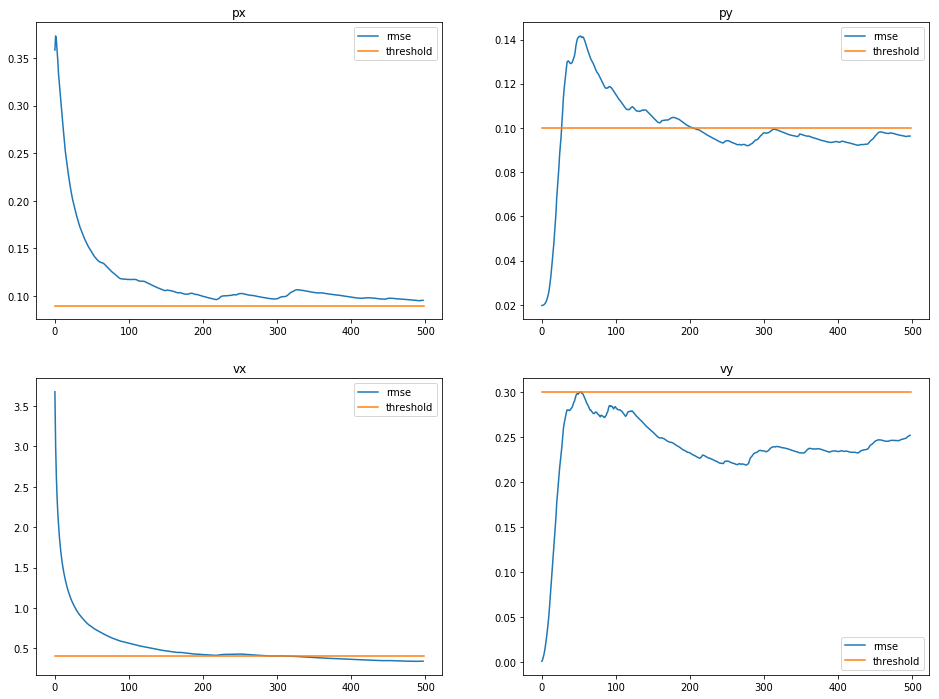 px
rmse
threshold
0.35
0.30
0.25
0.20
0.15
0.10
0 100 200 300 400 500
py
rmse
threshold
0.14
0.12
0.10
0.08
0.06
0.04
0.02
0 100 200 300 400 500
vx
rmse
threshold
3.5
3.0
2.5
2.0
1.5
1.0
0.5
0 100 200 300 400 500
vy
0.30
0.25
0.20
0.15
0.10
0.05
0.00
rmse
threshold
0 100 200 300 400 500